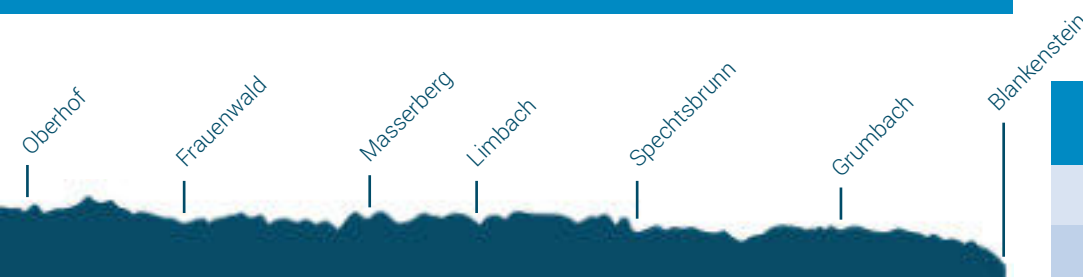 Oberhof
Frauenwald
Masserberg
Limbach
Spechtsbrunn
Grumbach
Blankenstein